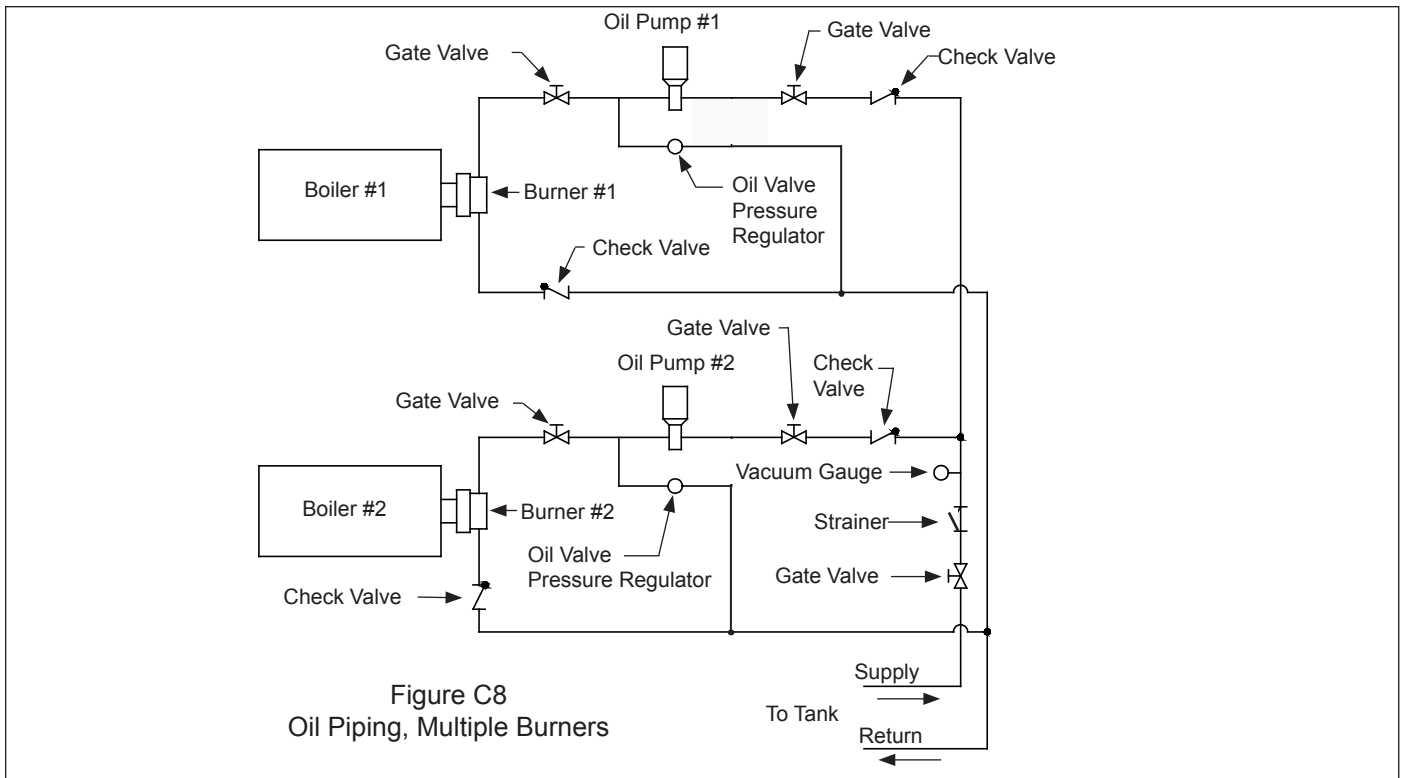 Oil Pump #1
Gate Valve
Gate Valve
Check Valve
Boiler #1
Burner #1
Oil Valve
Pressure
Regulator
Check Valve
Gate Valve
Oil Pump #2
Check
Valve
Gate Valve
Vacuum Gauge
Boiler #2
Burner #2
Strainer
Oil Valve
Pressure Regulator
Gate Valve
Check Valve
Supply
Figure C8
To Tank
Oil Piping, Multiple Burners
Return